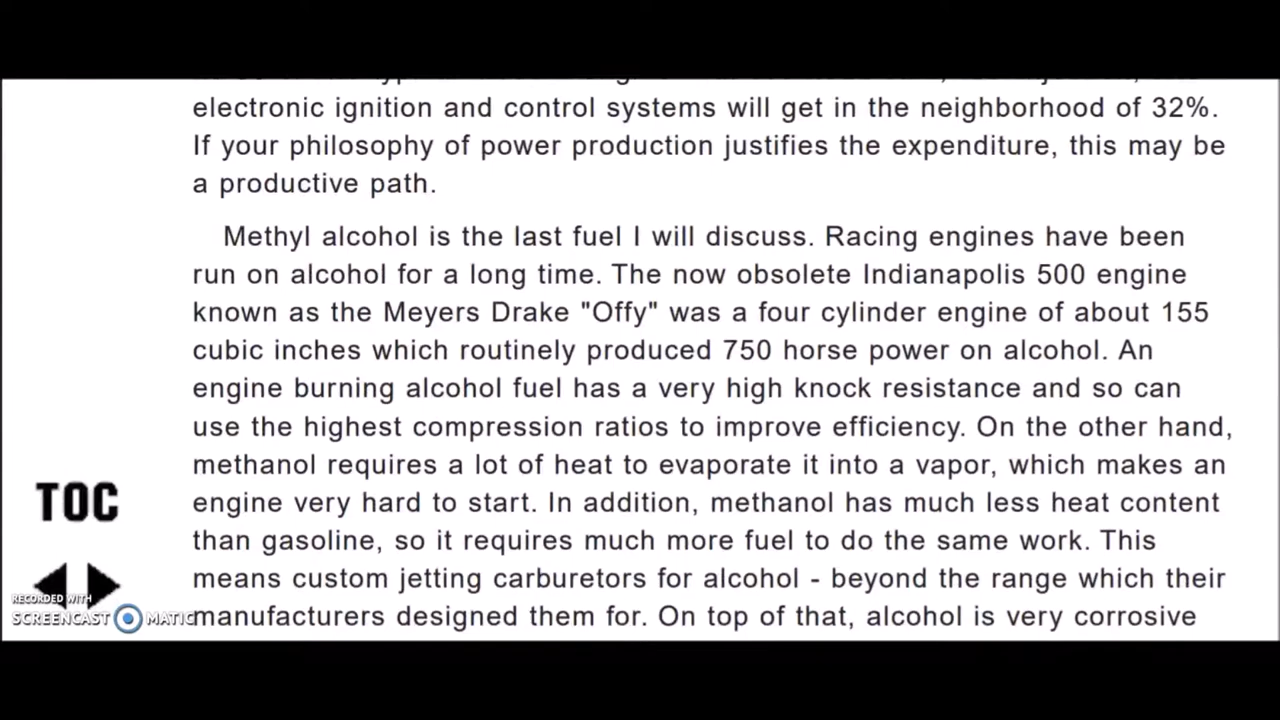 electronic ignition and control systems will get in the neighborhood of 32%.
If your philosophy of power production justifies the expenditure, this may be
a productive path.
Methyl alcohol is the last fuel I will discuss. Racing engines have been
run on alcohol for a long time. The now obsolete Indianapolis 500 engine
known as the Meyers Drake "Offy" was a four cylinder engine of about 155
cubic inches which routinely produced 750 horse power on alcohol. An
engine burning alcohol fuel has a very high knock resistance and so can
use the highest compression ratios to improve efficiency. On the other hand,
methanol requires a lot of heat to evaporate it into a vapor, which makes an
engine very hard to start. In addition, methanol has much less heat content
than gasoline, so it requires much more fuel to do the same work. This
means custom jetting carburetors for alcohol - beyond the range which their
manufacturers designed them for. On top of that, alcohol is very corrosive
TOC
RECORDED WITH
SCREENCAST MATIC